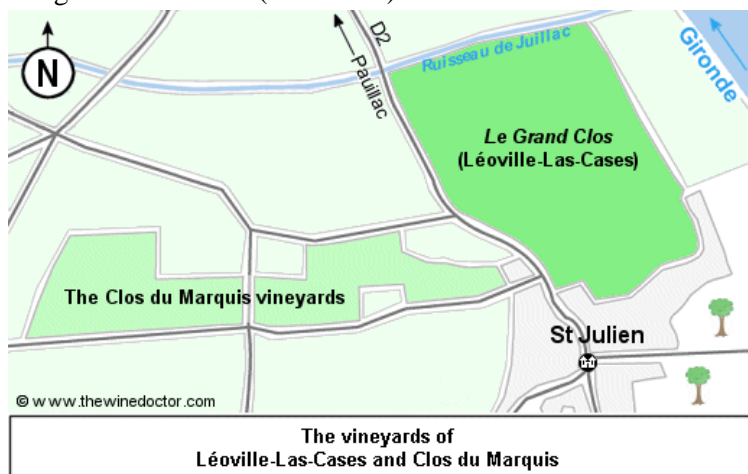 D2
Pauillac
Ruisseau de Juillac
Gironde
N
Le Grand Clos
(Léoville-Las-Cases)
The Clos du Marquis vineyards
St Julien
© www.thewinedoctor.com
The vineyards of
Léoville-Las-Cases and Clos du Marquis